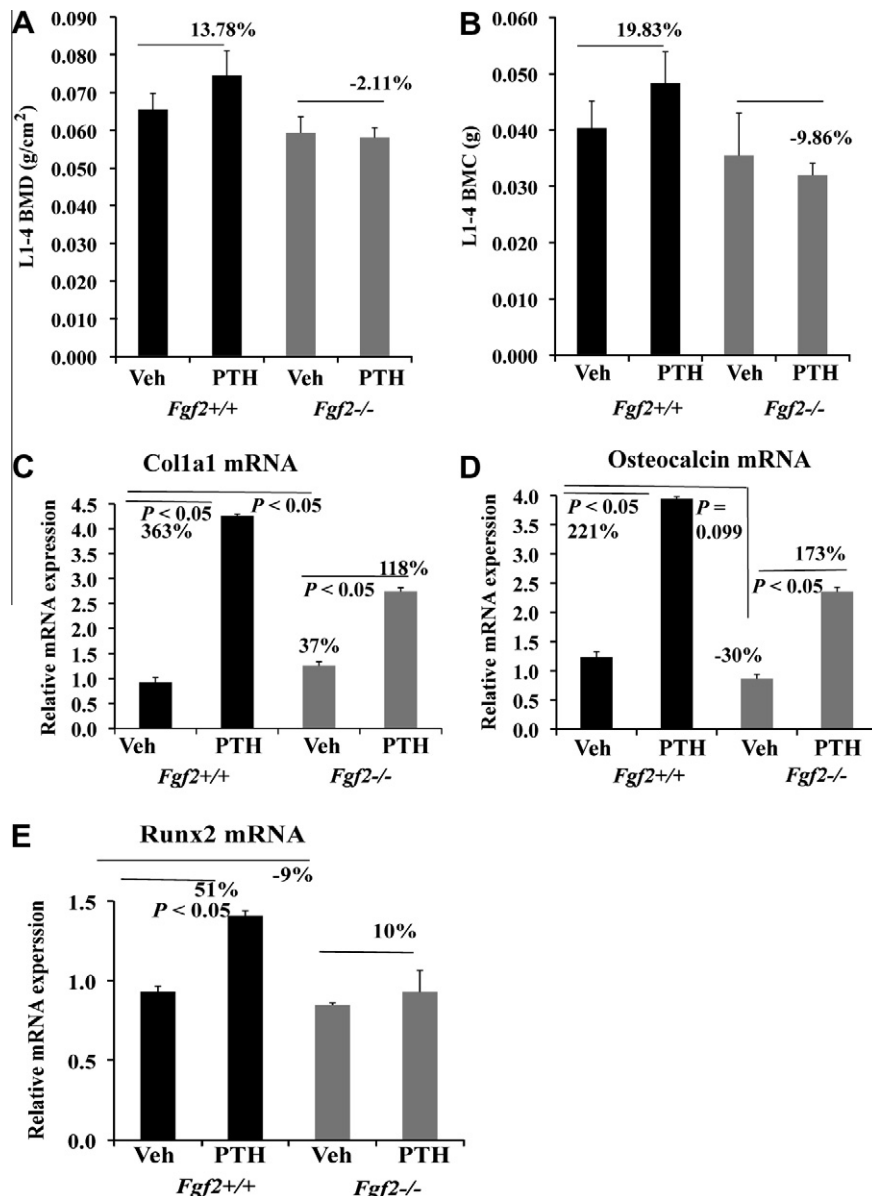 A
0.090
0.080
0.070
0.060
0.050
0.040
0.030
0.020
0.010
0.000
L1-4 BMD (g/cm²)
13.78%
-2.11%
Veh PTH Veh PTH
Fgf2+/+ Fgf2-/-
B
0.060
0.050
0.040
0.030
0.020
0.010
0.000
L1-4 BMC (g)
19.83%
-9.86%
Veh PTH Veh PTH
Fgf2+/+ Fgf2-/-
C
Col1a1 mRNA
4.5
4.0
3.5
3.0
2.5
2.0
1.5
1.0
0.5
0.0
Relative mRNA experssion
P < 0.05
363%
P < 0.05
118%
P < 0.05
37%
Veh PTH Veh PTH
Fgf2+/+ Fgf2-/-
D
Osteocalcin mRNA
4.0
3.5
3.0
2.5
2.0
1.5
1.0
0.5
0.0
Relative mRNA experssion
P < 0.05
221%
P =
0.099
173%
P < 0.05
-30%
Veh PTH Veh PTH
Fgf2+/+ Fgf2-/-
E
Runx2 mRNA
1.5
1.0
0.5
0.0
Relative mRNA experssion
-9%
51%
P < 0.05
10%
Veh PTH Veh PTH
Fgf2+/+ Fgf2-/-